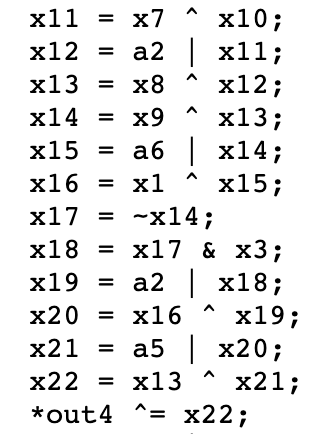 x11 = x7 ^ x10;
x12 = a2 | x11;
x13 = x8 ^ x12;
x14 = x9 ^ x13;
x15 = a6 | x14;
x16 = x1 ^ x15;
x17 = ~x14;
x18 = x17 & x3;
x19 = a2 | x18;
x20 = x16 ^ x19;
x21 = a5 | x20;
x22 = x13 ^ x21;
*out4 ^= x22;